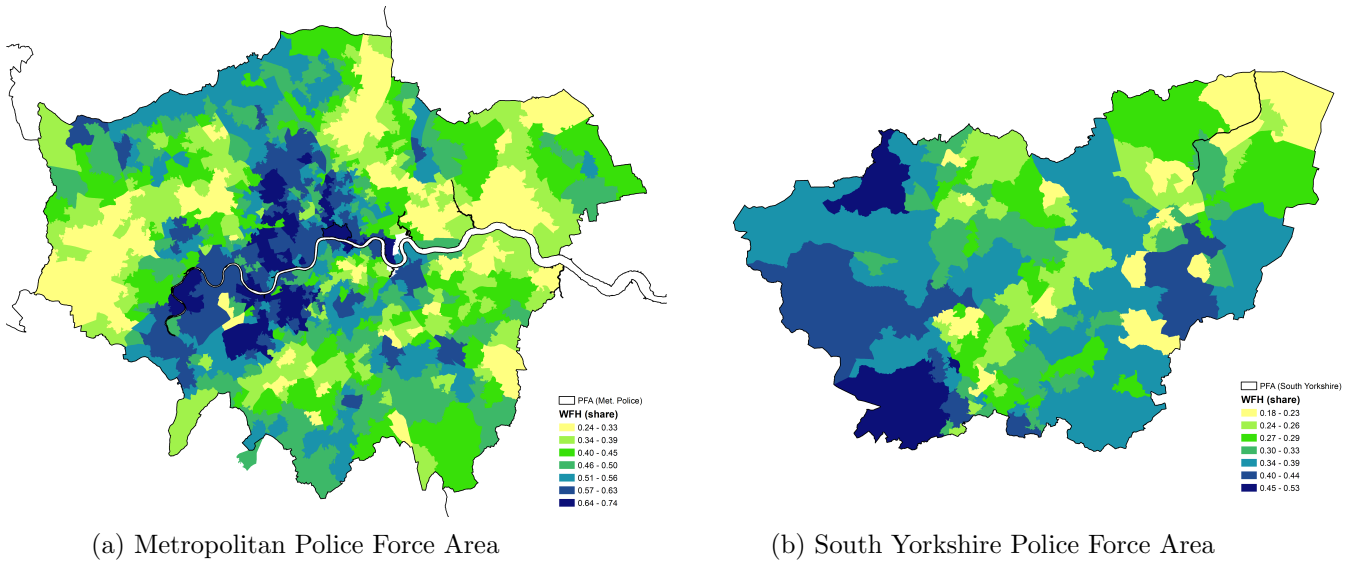 PFA (Met. Police)
WFH (share)
0.24 - 0.33
0.34 - 0.39
0.40 - 0.45
0.46 - 0.50
0.51 - 0.56
0.57 - 0.63
0.64 - 0.74
PFA (South Yorkshire)
WFH (share)
0.18 - 0.23
0.24 - 0.26
0.27 - 0.29
0.30 - 0.33
0.34 - 0.39
0.40 - 0.44
0.45 - 0.53
(a) Metropolitan Police Force Area
(b) South Yorkshire Police Force Area